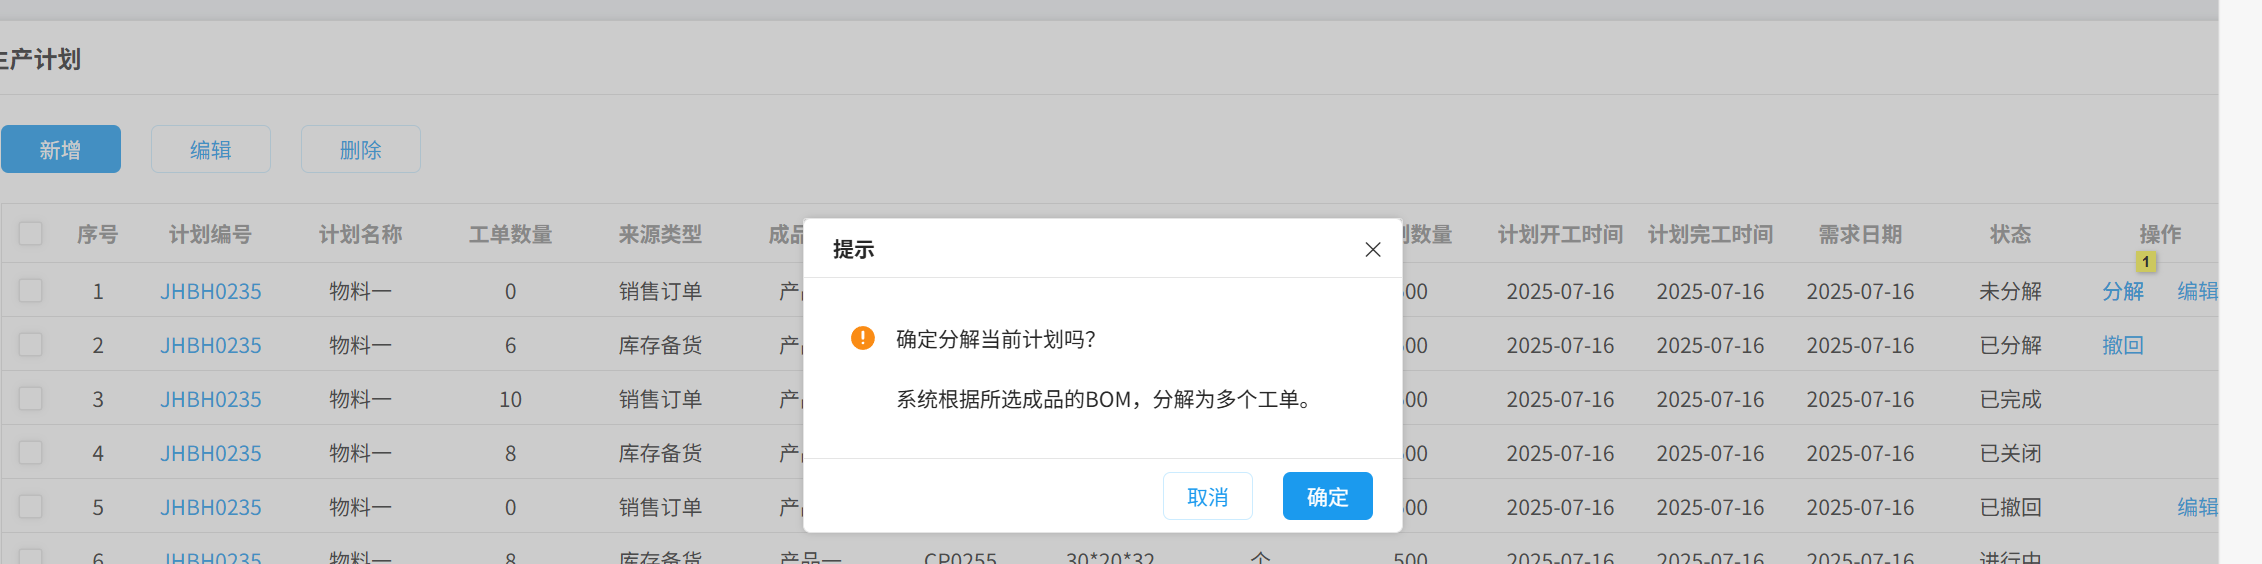 生产计划
新增 编辑 删除
序号 计划编号 计划名称 工单数量 来源类型 成品 划数量 计划开工时间 计划完工时间 需求日期 状态 操作
1
1 JHBH0235 物料一 0 销售订单 产 500 2025-07-16 2025-07-16 2025-07-16 未分解 分解 编辑
2 JHBH0235 物料一 6 库存备货 产 500 2025-07-16 2025-07-16 2025-07-16 已分解 撤回
3 JHBH0235 物料一 10 销售订单 产 500 2025-07-16 2025-07-16 2025-07-16 已完成
4 JHBH0235 物料一 8 库存备货 产 500 2025-07-16 2025-07-16 2025-07-16 已关闭
5 JHBH0235 物料一 0 销售订单 产 500 2025-07-16 2025-07-16 2025-07-16 已撤回 编辑
6 JHBH0235 物料一 8 库存备货 产品一 CP0255 30*20*32 个 500 2025-07-16 2025-07-16 2025-07-16 进行中
提示
确定分解当前计划吗?
系统根据所选成品的BOM，分解为多个工单。
取消 确定